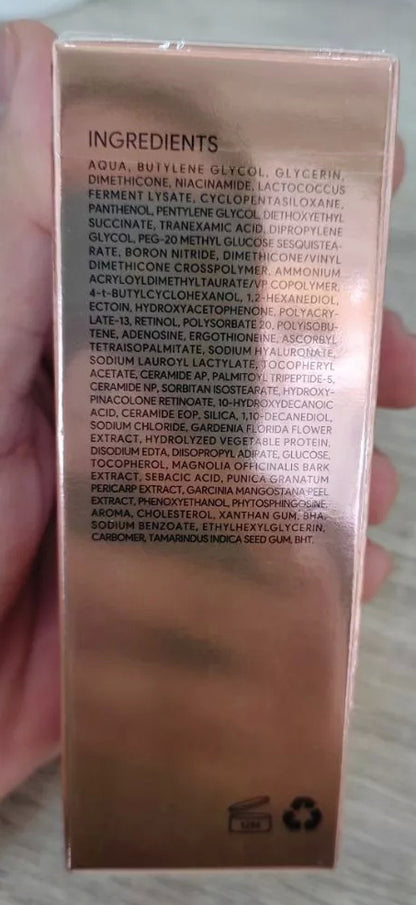 INGREDIENTS
AQUA, BUTYLENE GLYCOL, GLYCERIN,
DIMETHICONE, NIACINAMIDE, LACTOCOCCUS
FERMENT LYSATE, CYCLOPENTASILOXANE,
PANTHENOL, PENTYLENE GLYCOL, DIETHOXYETHYL
SUCCINATE, TRANEXAMIC ACID, DIPROPYLENE
GLYCOL, PEG-20 METHYL GLUCOSE SESQUISTEA-
RATE, BORON NITRIDE, DIMETHICONE/VINYL
DIMETHICONE CROSSPOLYMER, AMMONIUM
ACRYLOYLDIMETHYLTAURATE/VP COPOLYMER,
4-t-BUTYLCYCLOHEXANOL, 1,2-HEXANEDIOL,
ECTOIN, HYDROXYACETOPHENONE, POLYACRY-
LATE-13, RETINOL, POLYSORBATE 20, POLYISOBU-
TENE, ADENOSINE, ERGOTHIONEINE, ASCORBYL
TETRAISOPALMITATE, SODIUM HYALURONATE,
SODIUM LAUROYL LACTYLATE, TOCOPHERYL
ACETATE, CERAMIDE AP, PALMITOYL TRIPEPTIDE-5,
CERAMIDE NP, SORBITAN ISOSTEARATE, HYDROXY-
PINACOLONE RETINOATE, 10-HYDROXYDECANOIC
ACID, CERAMIDE EOP, SILICA, 1,10-DECANEDIOL,
SODIUM CHLORIDE, GARDENIA FLORIDA FLOWER
EXTRACT, HYDROLYZED VEGETABLE PROTEIN,
DISODIUM EDTA, DIISOPROPYL ADIPATE, GLUCOSE,
TOCOPHEROL, MAGNOLIA OFFICINALIS BARK
EXTRACT, SEBACIC ACID, PUNICA GRANATUM
PERICARP EXTRACT, GARCINIA MANGOSTANA PEEL
EXTRACT, PHENOXYETHANOL, PHYTOSPHINGOSINE,
AROMA, CHOLESTEROL, XANTHAN GUM, BHA,
SODIUM BENZOATE, ETHYLHEXYLGLYCERIN,
CARBOMER, TAMARINDUS INDICA SEED GUM, BHT.
12M